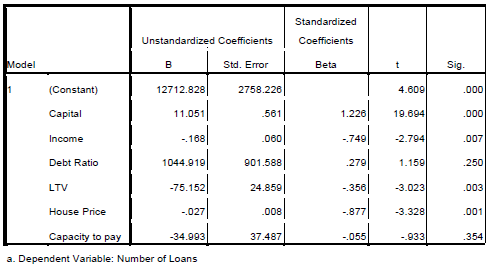 Standardized
Unstandardized Coefficients Coefficients
Model B Std. Error Beta t Sig.
1 (Constant) 12712.828 2758.226 4.609 .000
Capital 11.051 .561 1.226 19.694 .000
Income -.168 .060 -.749 -2.794 .007
Debt Ratio 1044.919 901.588 .279 1.159 .250
LTV -75.152 24.859 -.356 -3.023 .003
House Price -.027 .008 -.877 -3.328 .001
Capacity to pay -34.993 37.487 -.055 -.933 .354
a. Dependent Variable: Number of Loans